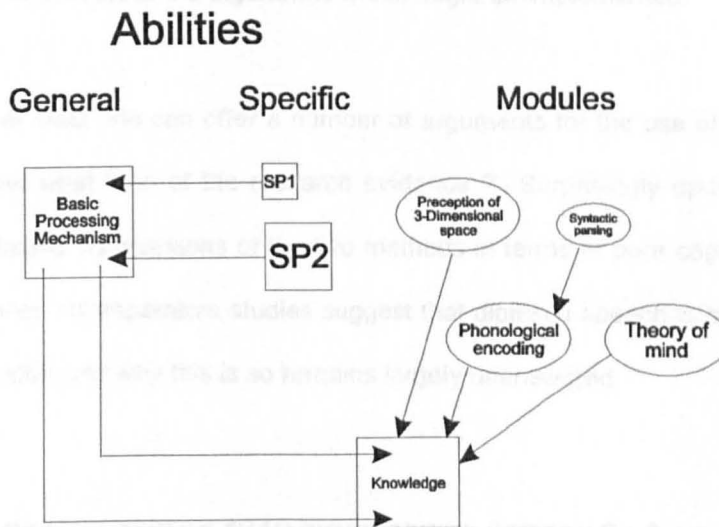 Abilities
General Specific Modules
Basic
Processing
Mechanism
SP1
SP2
Preception of
3-Dimensional
space
Syntactic
parsing
Phonological
encoding
Theory of
mind
Knowledge